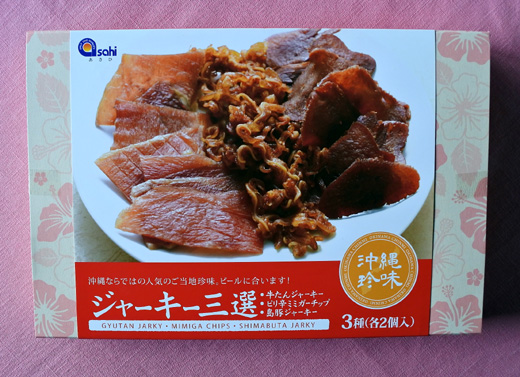 asahi
あさひ
沖縄ならではの人気のご当地珍味。ビールに合います!
ジャーキー三選:
牛たんジャーキー
ピリ辛ミミガーチップ
島豚ジャーキー
GYUTAN JARKY・MIMIGA CHIPS・SHIMABUTA JARKY
沖縄
珍味
3種(各2個入)